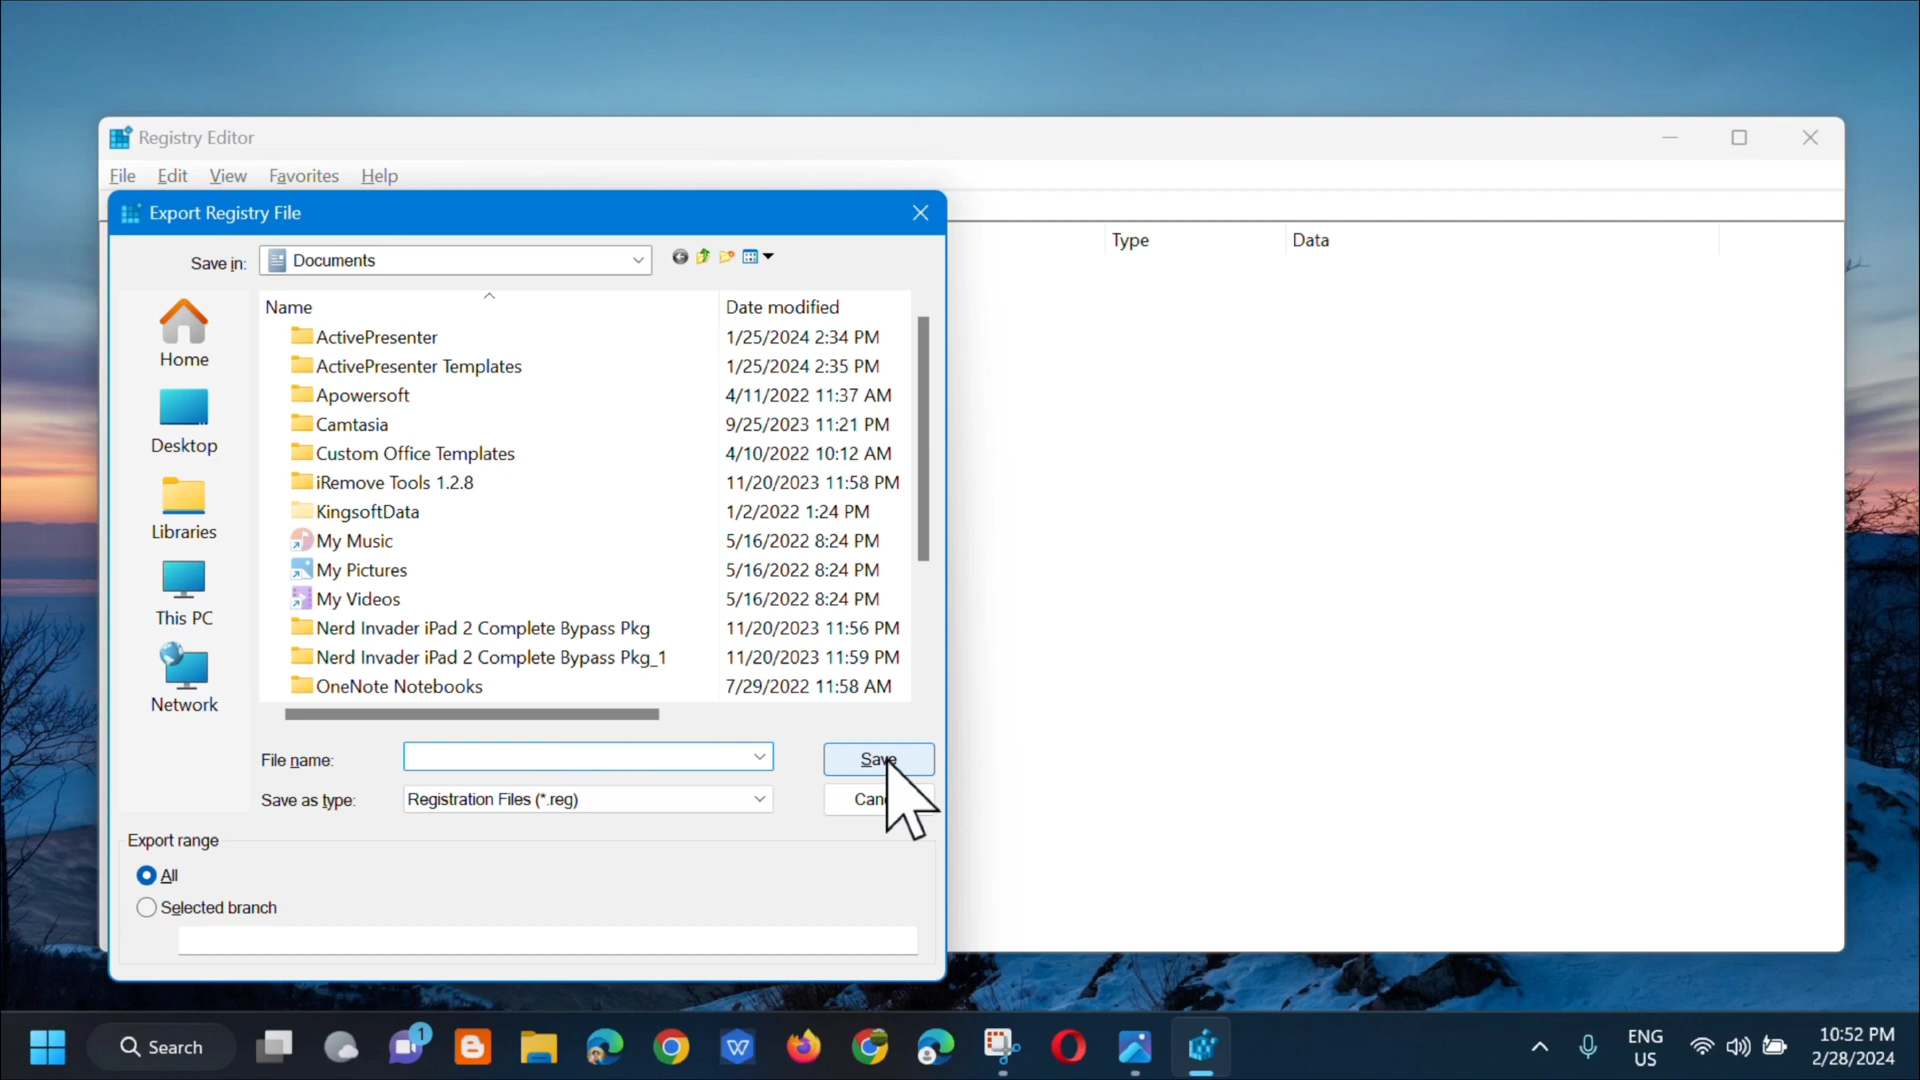 Registry Editor
File Edit View Favorites Help
Export Registry File
Type Data
Save in: Documents
Name Date modified
ActivePresenter 1/25/2024 2:34 PM
ActivePresenter Templates 1/25/2024 2:35 PM
Apowersoft 4/11/2022 11:37 AM
Camtasia 9/25/2023 11:21 PM
Custom Office Templates 4/10/2022 10:12 AM
iRemove Tools 1.2.8 11/20/2023 11:58 PM
KingsoftData 1/2/2022 1:24 PM
My Music 5/16/2022 8:24 PM
My Pictures 5/16/2022 8:24 PM
My Videos 5/16/2022 8:24 PM
Nerd Invader iPad 2 Complete Bypass Pkg 11/20/2023 11:56 PM
Nerd Invader iPad 2 Complete Bypass Pkg_1 11/20/2023 11:59 PM
OneNote Notebooks 7/29/2022 11:58 AM
Home
Desktop
Libraries
This PC
Network
File name: Save
Save as type: Registration Files (*.reg) Canc
Export range
All
Selected branch
Search
1
ENG
US
10:52 PM
2/28/2024